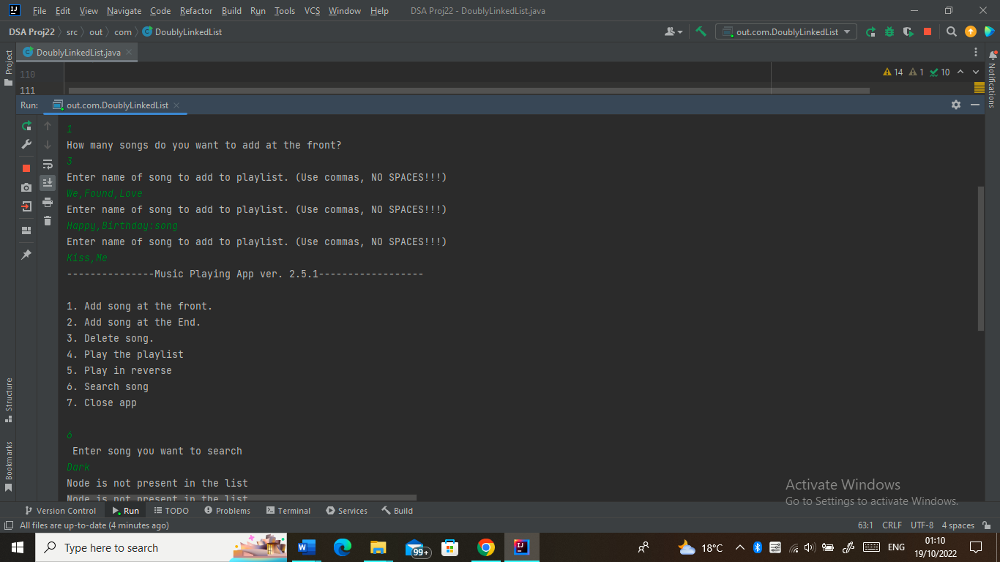 File Edit View Navigate Code Refactor Build Run Tools VCS Window Help DSA Proj22 - DoublyLinkedList.java
DSA Proj22 src out com DoublyLinkedList out.com.DoublyLinkedList
Project
DoublyLinkedList.java
Notifications
110 14 1 10
111
Run: out.com.DoublyLinkedList
1
How many songs do you want to add at the front?
3
Enter name of song to add to playlist. (Use commas, NO SPACES!!!)
We,Found,Love
Enter name of song to add to playlist. (Use commas, NO SPACES!!!)
Happy,Birthday:song
Enter name of song to add to playlist. (Use commas, NO SPACES!!!)
Kiss,Me
---------------Music Playing App ver. 2.5.1------------------
1. Add song at the front.
2. Add song at the End.
3. Delete song.
4. Play the playlist
5. Play in reverse
6. Search song
7. Close app
6
Enter song you want to search
Dark
Node is not present in the list
Node is not present in the list
Structure
Bookmarks
Activate Windows
Go to Settings to activate Windows.
Version Control Run TODO Problems Terminal Services Build
All files are up-to-date (4 minutes ago) 63:1 CRLF UTF-8 4 spaces
Type here to search 99+ 18°C ENG 01:10
19/10/2022